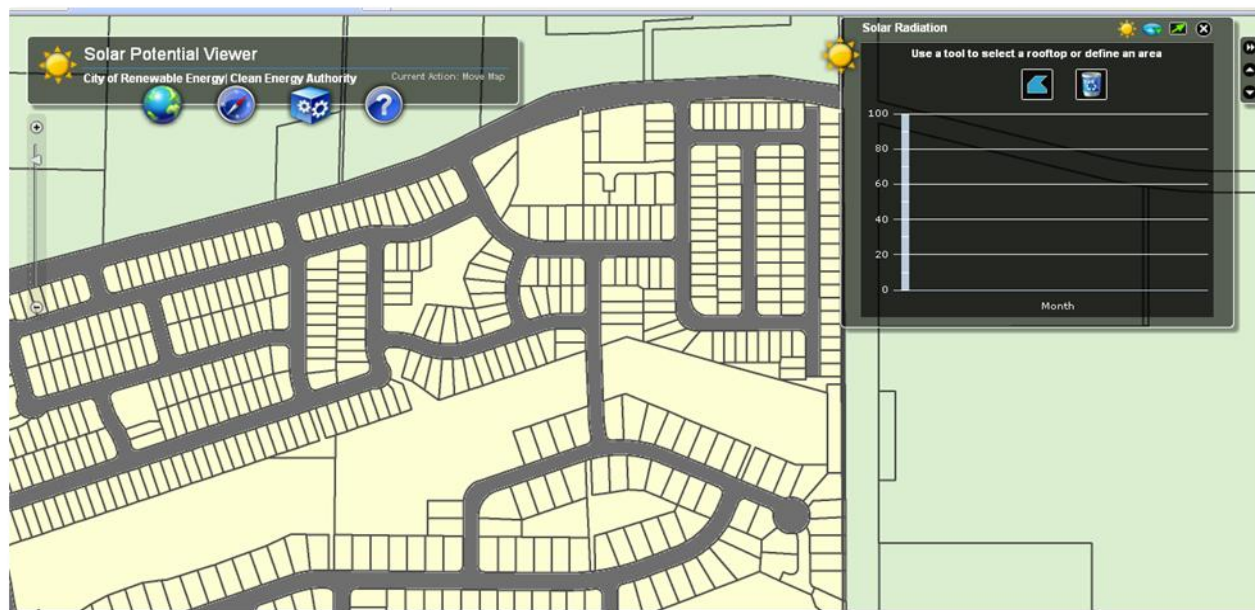 Solar Potential Viewer
City of Renewable Energy| Clean Energy Authority
Current Action: Move Map
Solar Radiation
Use a tool to select a rooftop or define an area
100
80
60
40
20
0
Month